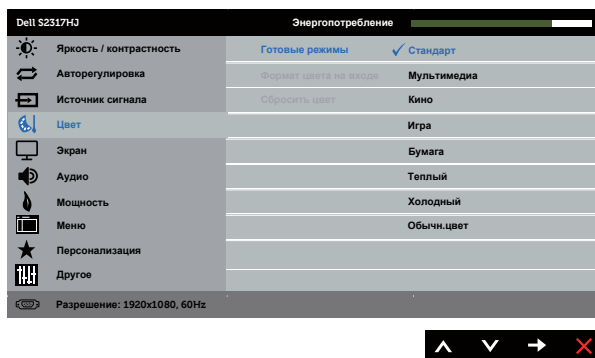 Dell S2317HJ Энергопотребление
Яркость / контрастность Готовые режимы Стандарт
Авторегулировка Формат цвета на входе Мультимедиа
Источник сигнала Сбросить цвет Кино
Цвет Игра
Экран Бумага
Аудио Теплый
Мощность Холодный
Меню Обычн.цвет
Персонализация
Другое
Разрешение: 1920x1080, 60Hz